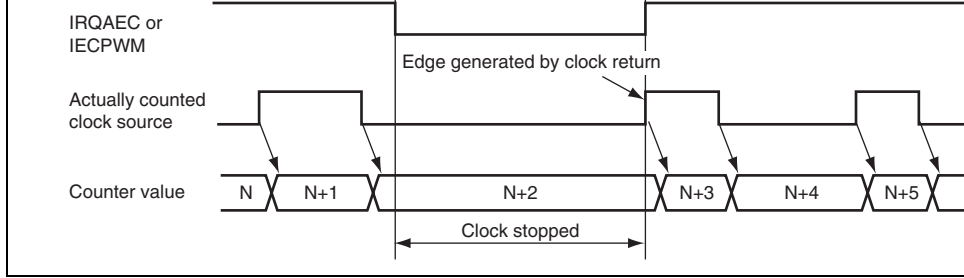 IRQAEC or
IECPWM
Edge generated by clock return
Actually counted
clock source
Counter value
N N+1 N+2 N+3 N+4 N+5
Clock stopped